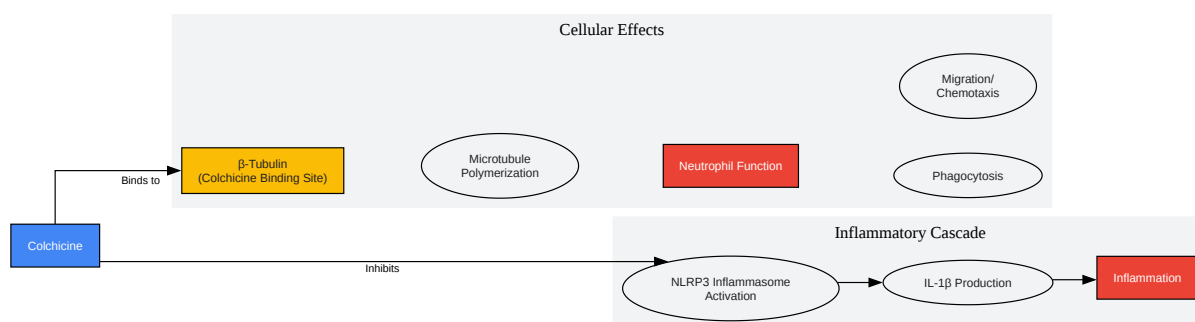 Cellular Effects
Migration/
Chemotaxis
β-Tubulin
(Colchicine Binding Site)
Microtubule
Polymerization
Neutrophil Function
Phagocytosis
Binds to
Colchicine
Inhibits
Inflammatory Cascade
NLRP3 Inflammasome
Activation
IL-1β Production
Inflammation